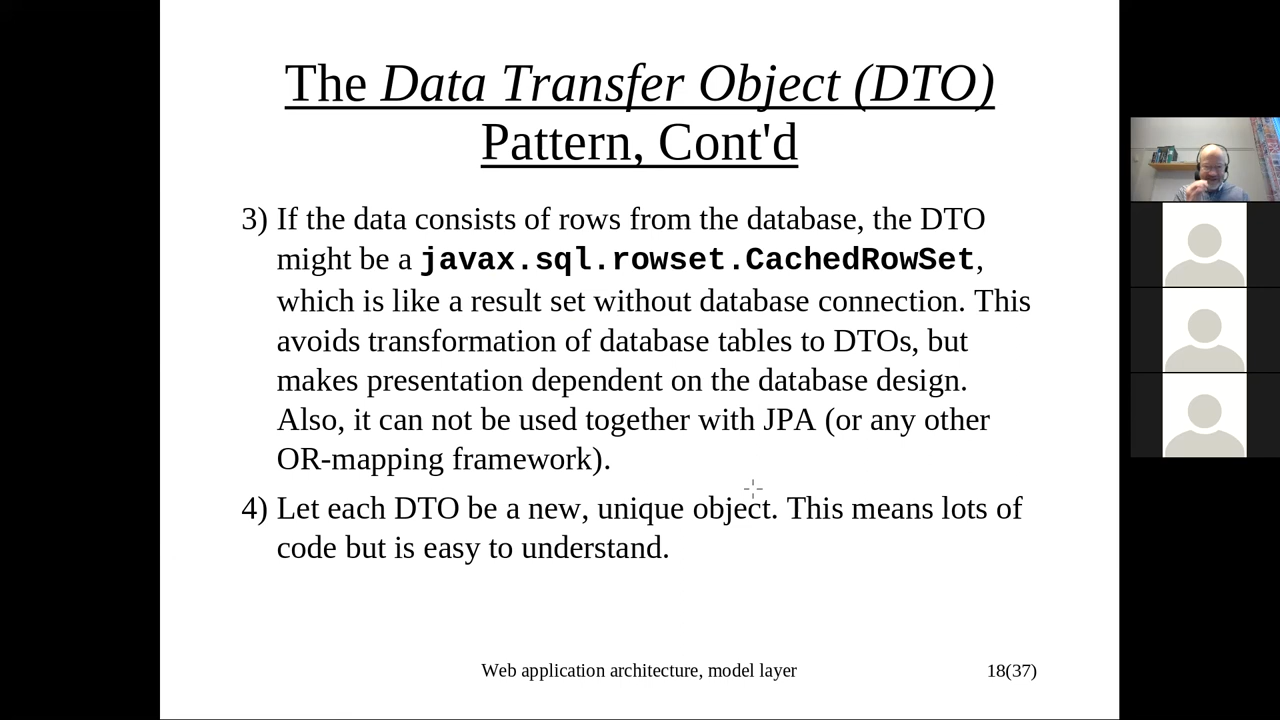 The Data Transfer Object (DTO)
Pattern, Cont'd
3) If the data consists of rows from the database, the DTO
might be a javax.sql.rowset.CachedRowSet,
which is like a result set without database connection. This
avoids transformation of database tables to DTOs, but
makes presentation dependent on the database design.
Also, it can not be used together with JPA (or any other
OR-mapping framework).
4) Let each DTO be a new, unique object. This means lots of
code but is easy to understand.
Web application architecture, model layer
18(37)